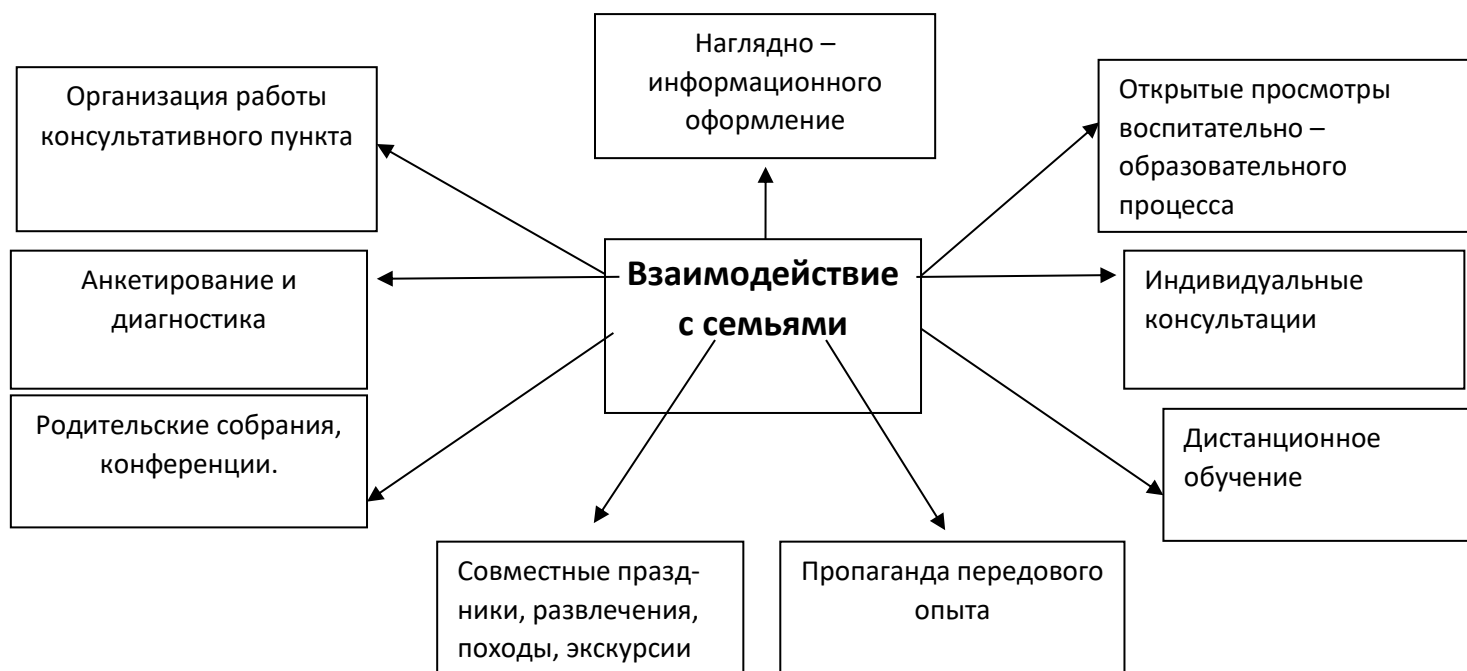 Наглядно –
информационного
оформление
Организация работы
консультативного пункта
Открытые просмотры
воспитательно –
образовательного
процесса
Взаимодействие
с семьями
Анкетирование и
диагностика
Индивидуальные
консультации
Родительские собрания,
конференции.
Дистанционное
обучение
Совместные празд-
ники, развлечения,
походы, экскурсии
Пропаганда передового
опыта